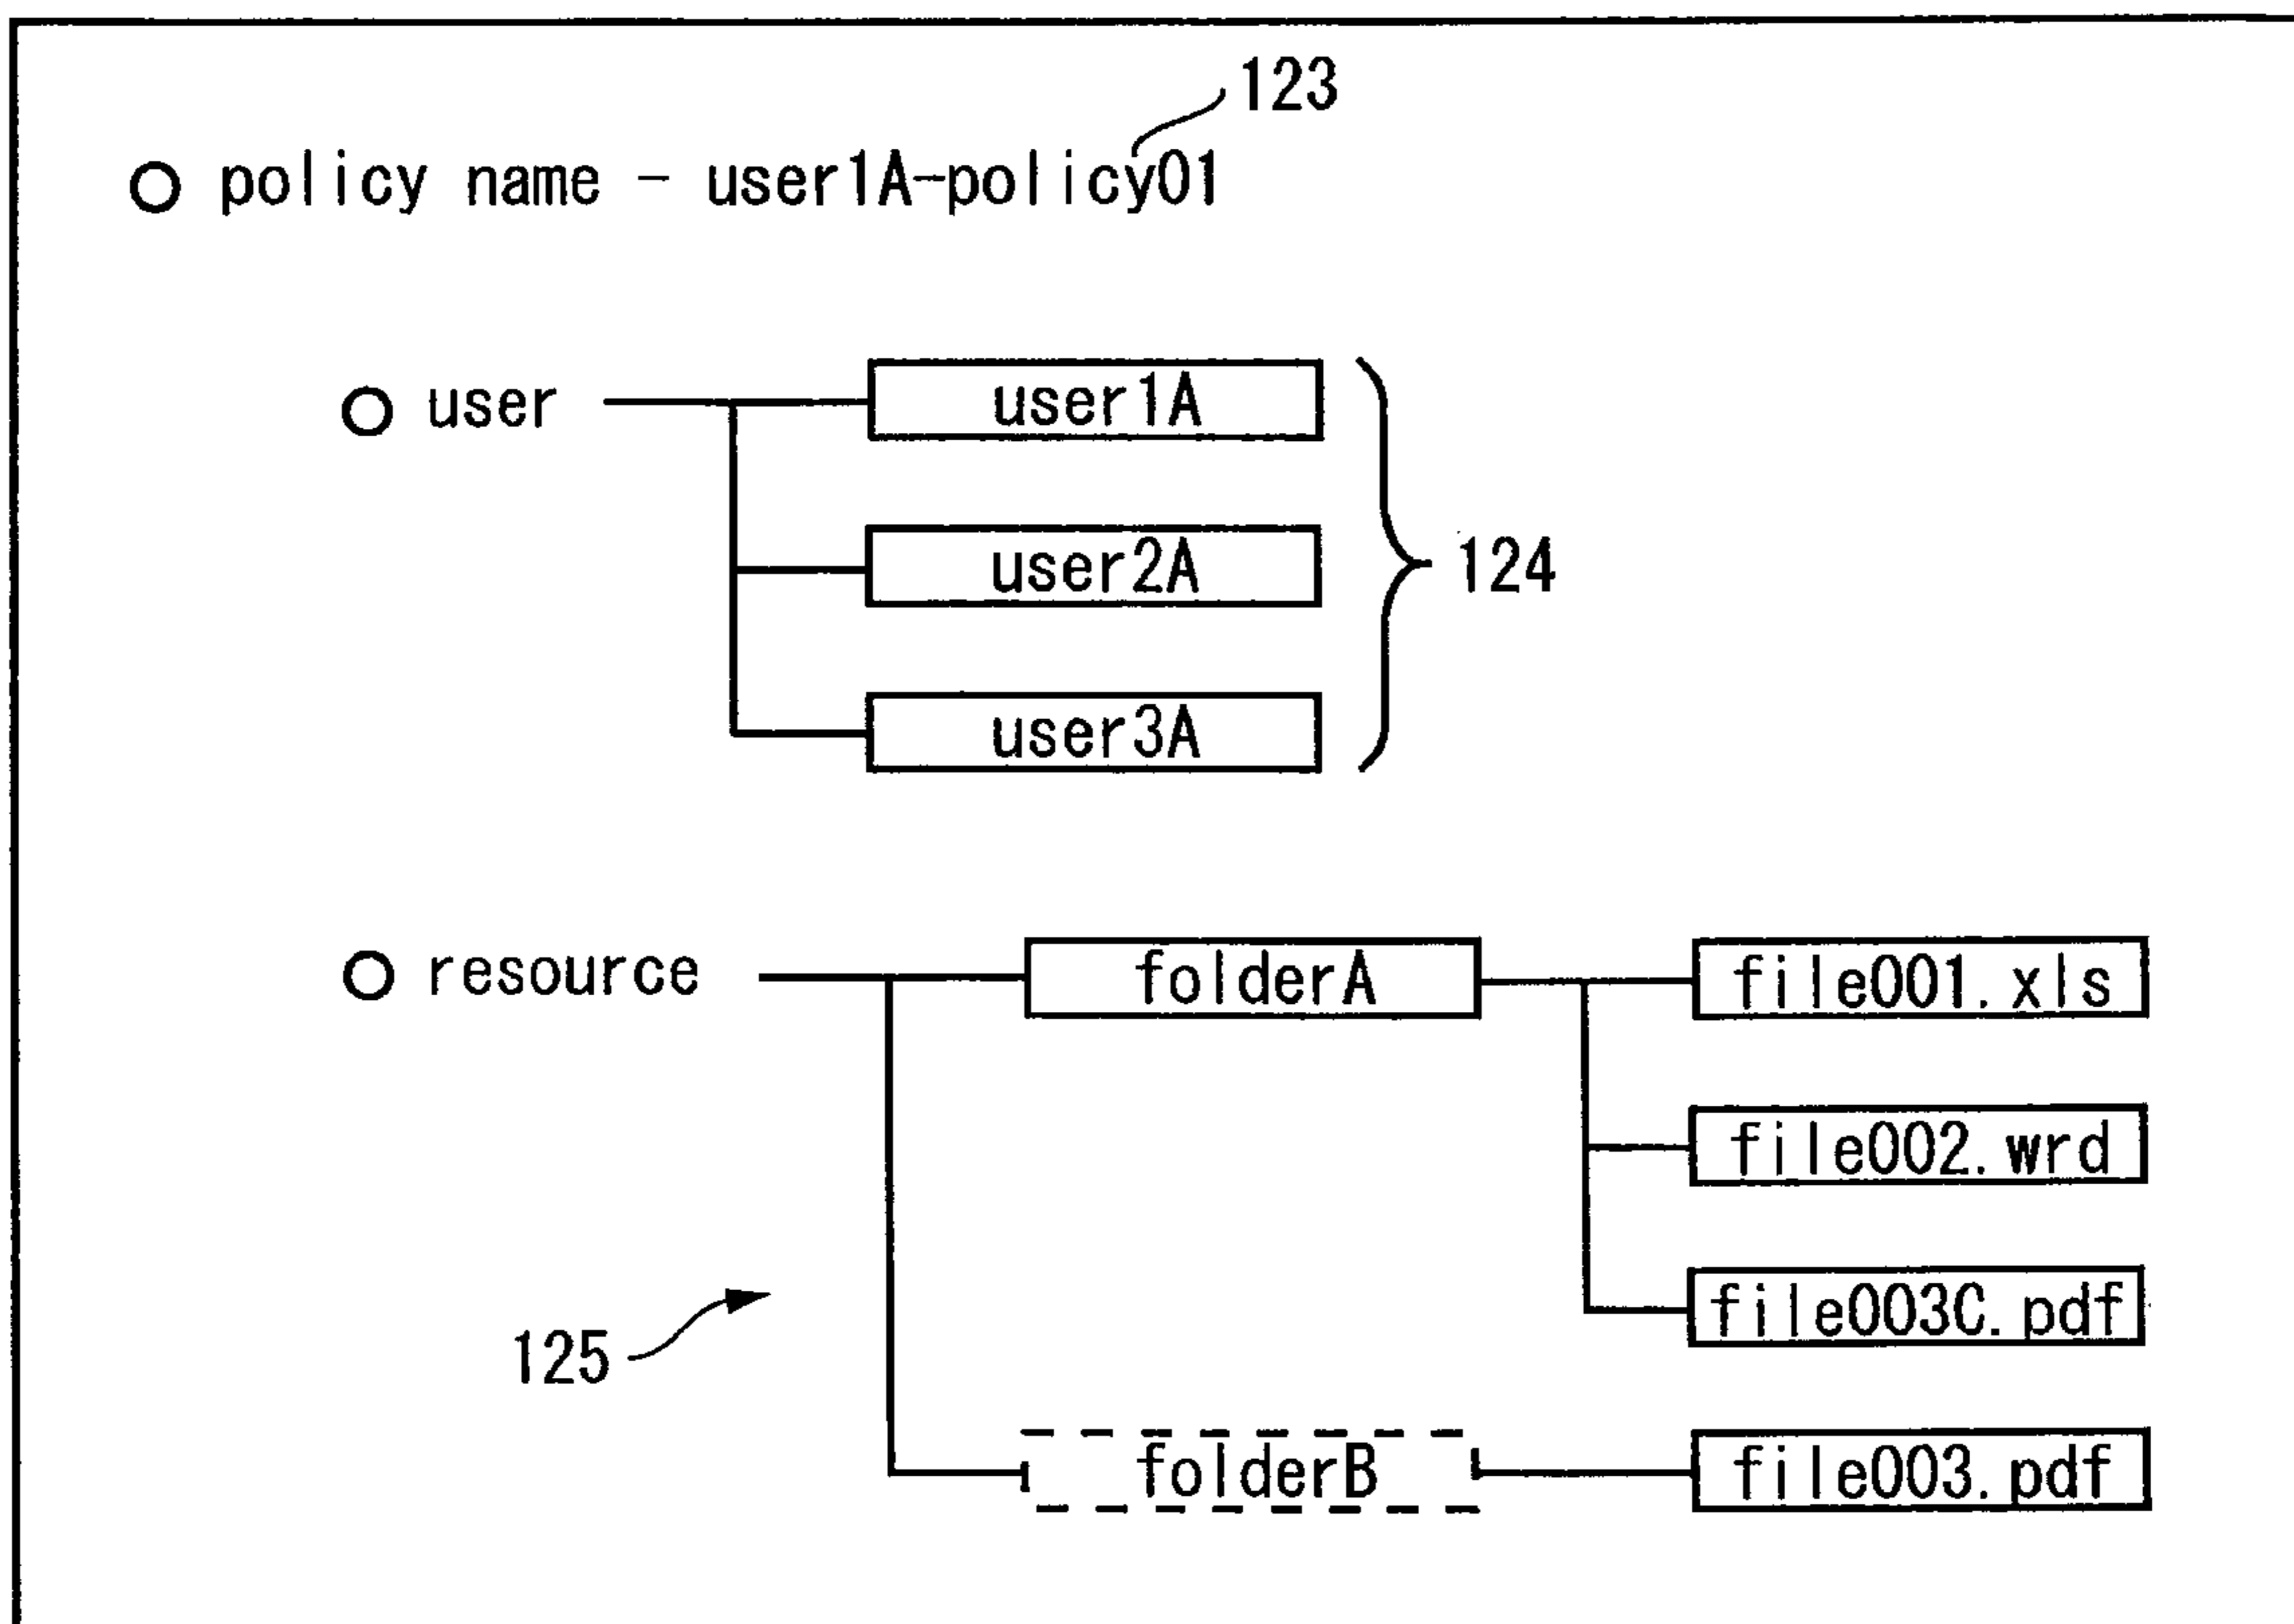 123
○ policy name - user1A-policy01
○ user
user1A
user2A
124
user3A
○ resource
folderA
file001.xls
file002.wrd
file003C.pdf
125
folderB
file003.pdf